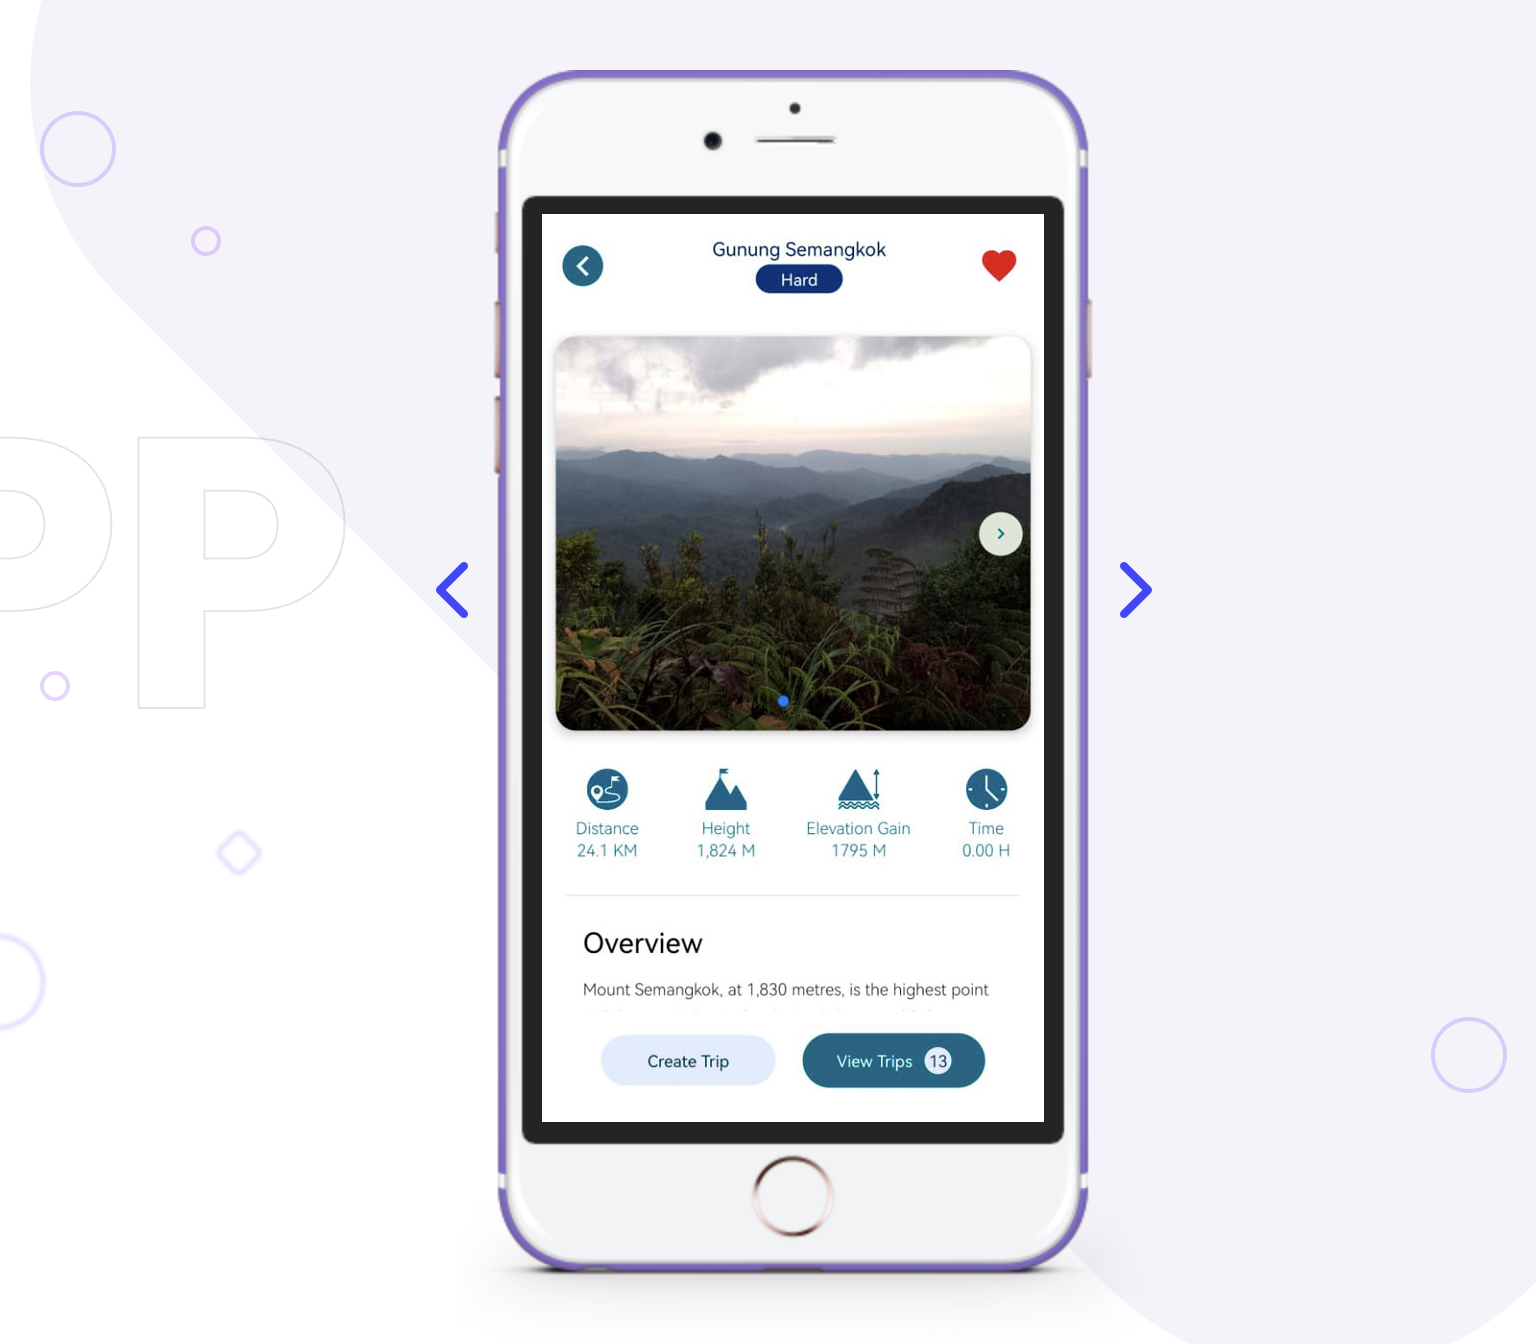 PP
Gunung Semangkok
Hard
Distance
24.1 KM
Height
1,824 M
Elevation Gain
1795 M
Time
0.00 H
Overview
Mount Semangkok, at 1,830 metres, is the highest point
Create Trip
View Trips 13